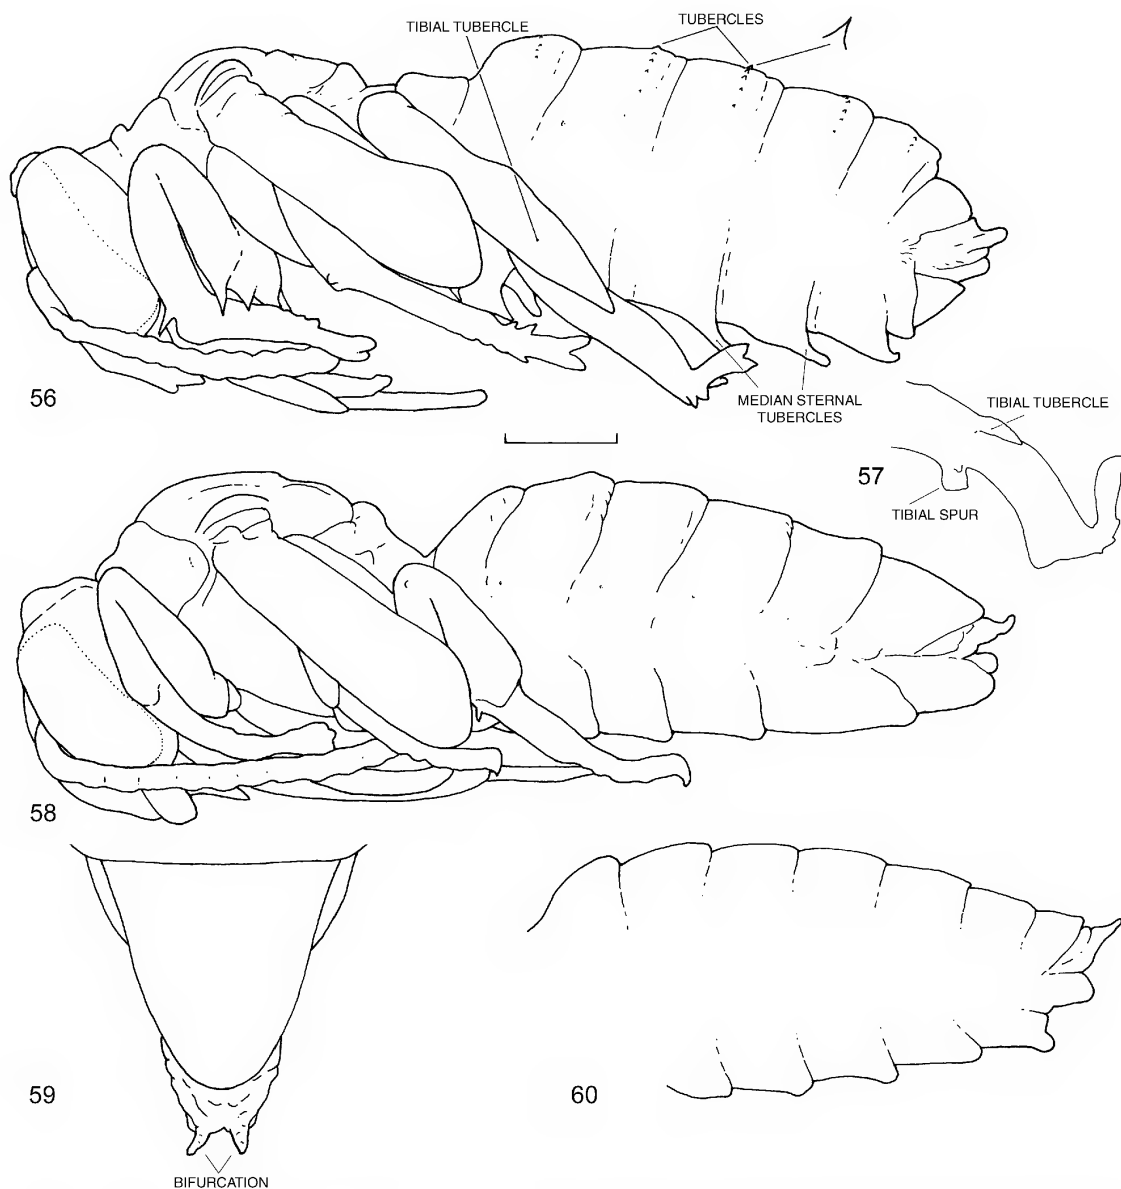 TIBIAL TUBERCLE
TUBERCLES
56
MEDIAN STERNAL
TUBERCLES
TIBIAL TUBERCLE
57
TIBIAL SPUR
58
59
60
BIFURCATION